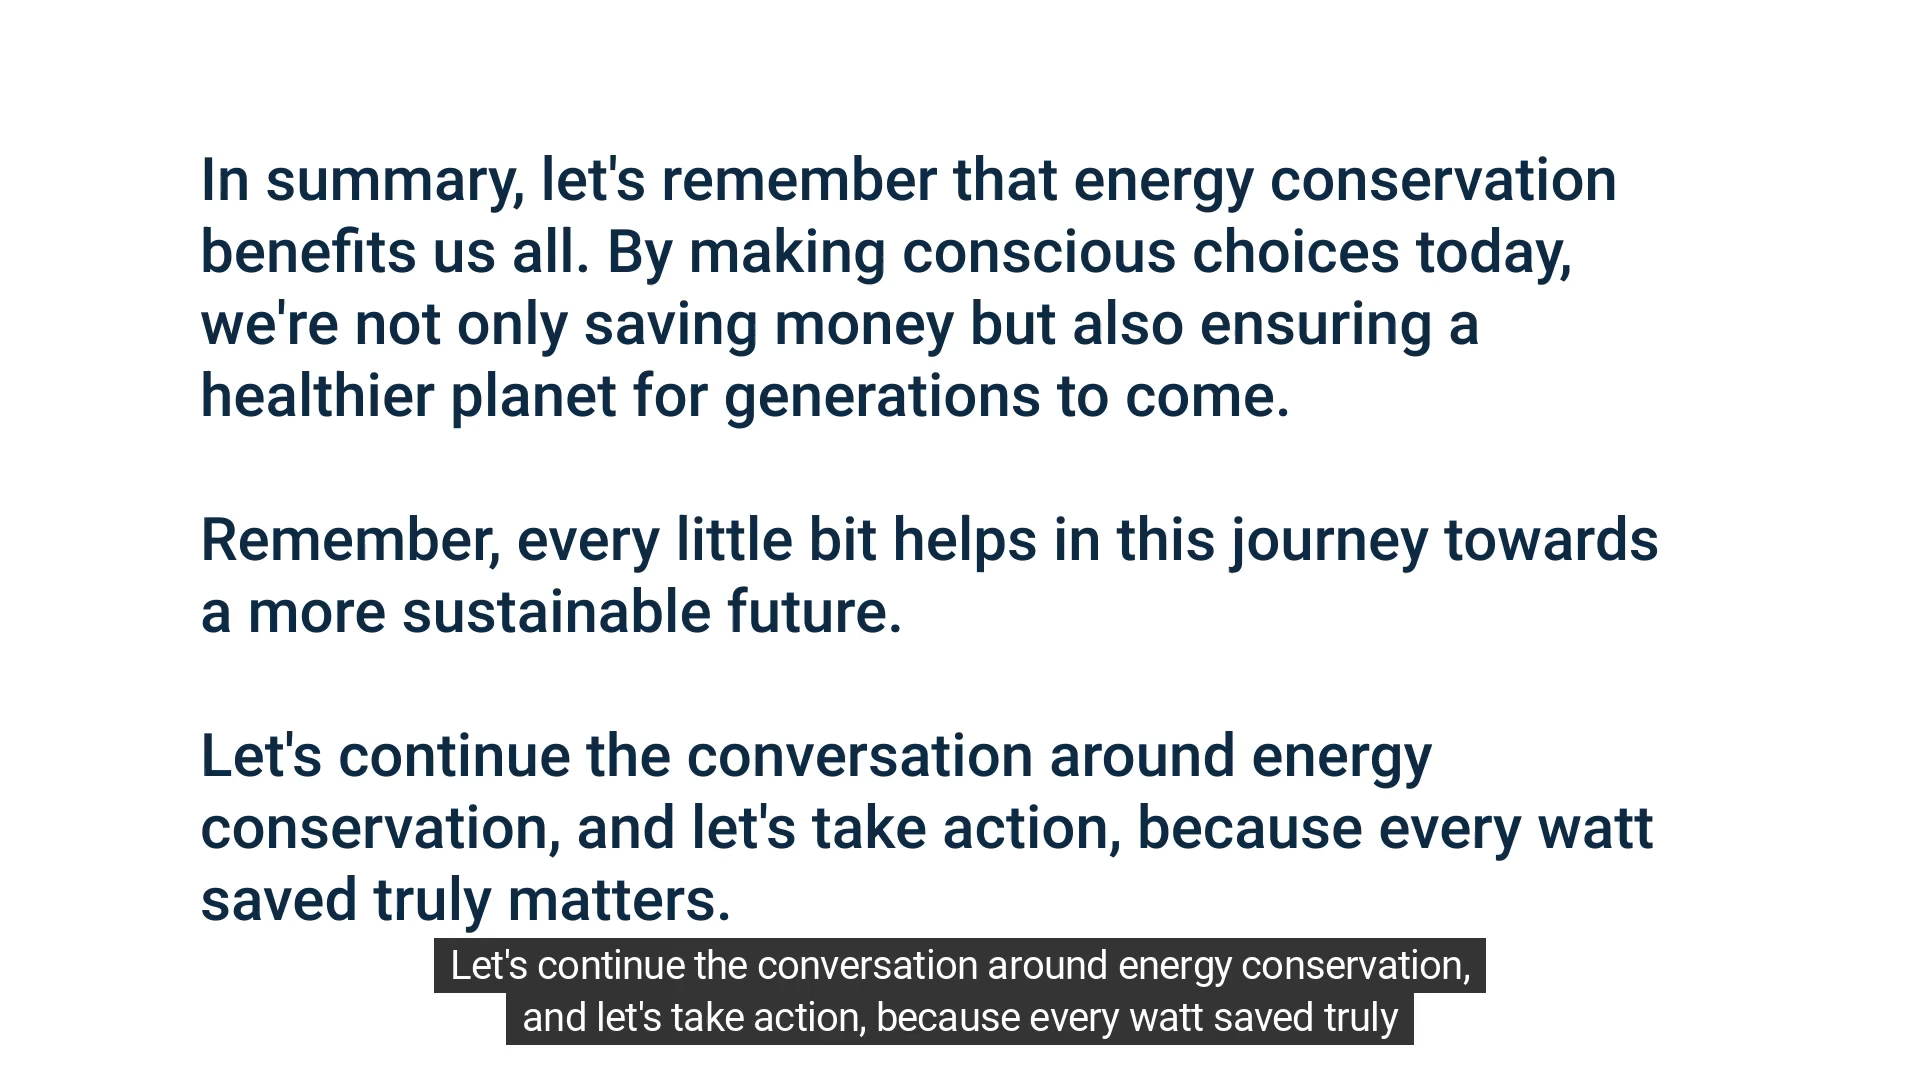 In summary, let's remember that energy conservation
benefits us all. By making conscious choices today,
we're not only saving money but also ensuring a
healthier planet for generations to come.
Remember, every little bit helps in this journey towards
a more sustainable future.
Let's continue the conversation around energy
conservation, and let's take action, because every watt
saved truly matters.
Let's continue the conversation around energy conservation,
and let's take action, because every watt saved truly